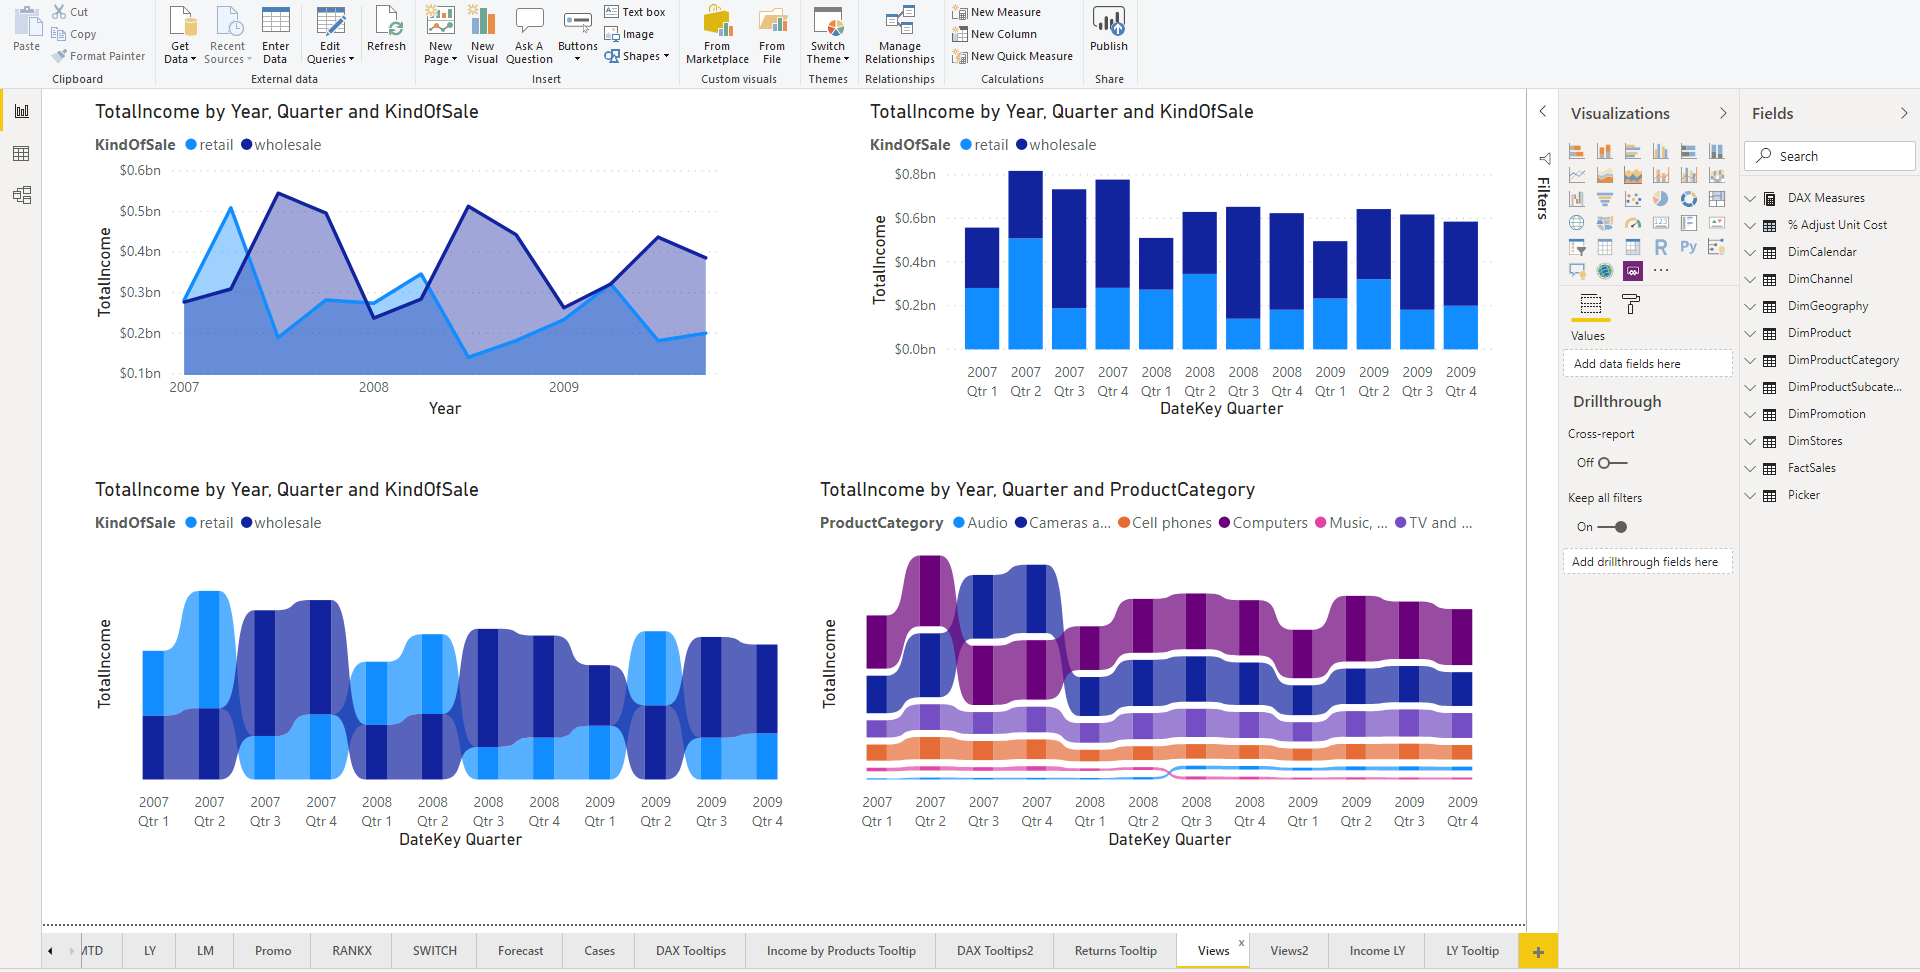 Paste
Cut
Copy
Format Painter
Clipboard
Get Data
Recent Sources
Enter Data
Edit Queries
External data
Refresh
New Page
New Visual
Ask A Question
Buttons
Text box
Image
Shapes
Insert
From Marketplace
From File
Custom visuals
Switch Theme
Themes
Manage Relationships
Relationships
New Measure
New Column
New Quick Measure
Calculations
Publish
Share
TotalIncome by Year, Quarter and KindOfSale
KindOfSale retail wholesale
$0.6bn
$0.5bn
$0.4bn
$0.3bn
$0.2bn
$0.1bn
TotalIncome
2007 2008 2009
Year
TotalIncome by Year, Quarter and KindOfSale
KindOfSale retail wholesale
$0.8bn
$0.6bn
$0.4bn
$0.2bn
$0.0bn
TotalIncome
2007 2007 2007 2007 2008 2008 2008 2008 2009 2009 2009 2009
Qtr 1 Qtr 2 Qtr 3 Qtr 4 Qtr 1 Qtr 2 Qtr 3 Qtr 4 Qtr 1 Qtr 2 Qtr 3 Qtr 4
DateKey Quarter
TotalIncome by Year, Quarter and KindOfSale
KindOfSale retail wholesale
TotalIncome
2007 2007 2007 2007 2008 2008 2008 2008 2009 2009 2009 2009
Qtr 1 Qtr 2 Qtr 3 Qtr 4 Qtr 1 Qtr 2 Qtr 3 Qtr 4 Qtr 1 Qtr 2 Qtr 3 Qtr 4
DateKey Quarter
TotalIncome by Year, Quarter and ProductCategory
ProductCategory Audio Cameras a... Cell phones Computers Music, ... TV and ...
TotalIncome
2007 2007 2007 2007 2008 2008 2008 2008 2009 2009 2009 2009
Qtr 1 Qtr 2 Qtr 3 Qtr 4 Qtr 1 Qtr 2 Qtr 3 Qtr 4 Qtr 1 Qtr 2 Qtr 3 Qtr 4
DateKey Quarter
Filters
Visualizations
R Py
...
Values
Add data fields here
Drillthrough
Cross-report
Off
Keep all filters
On
Add drillthrough fields here
Fields
Search
DAX Measures
% Adjust Unit Cost
DimCalendar
DimChannel
DimGeography
DimProduct
DimProductCategory
DimProductSubcate...
DimPromotion
DimStores
FactSales
Picker
MTD LY LM Promo RANKX SWITCH Forecast Cases DAX Tooltips Income by Products Tooltip DAX Tooltips2 Returns Tooltip Views x Views2 Income LY LY Tooltip +